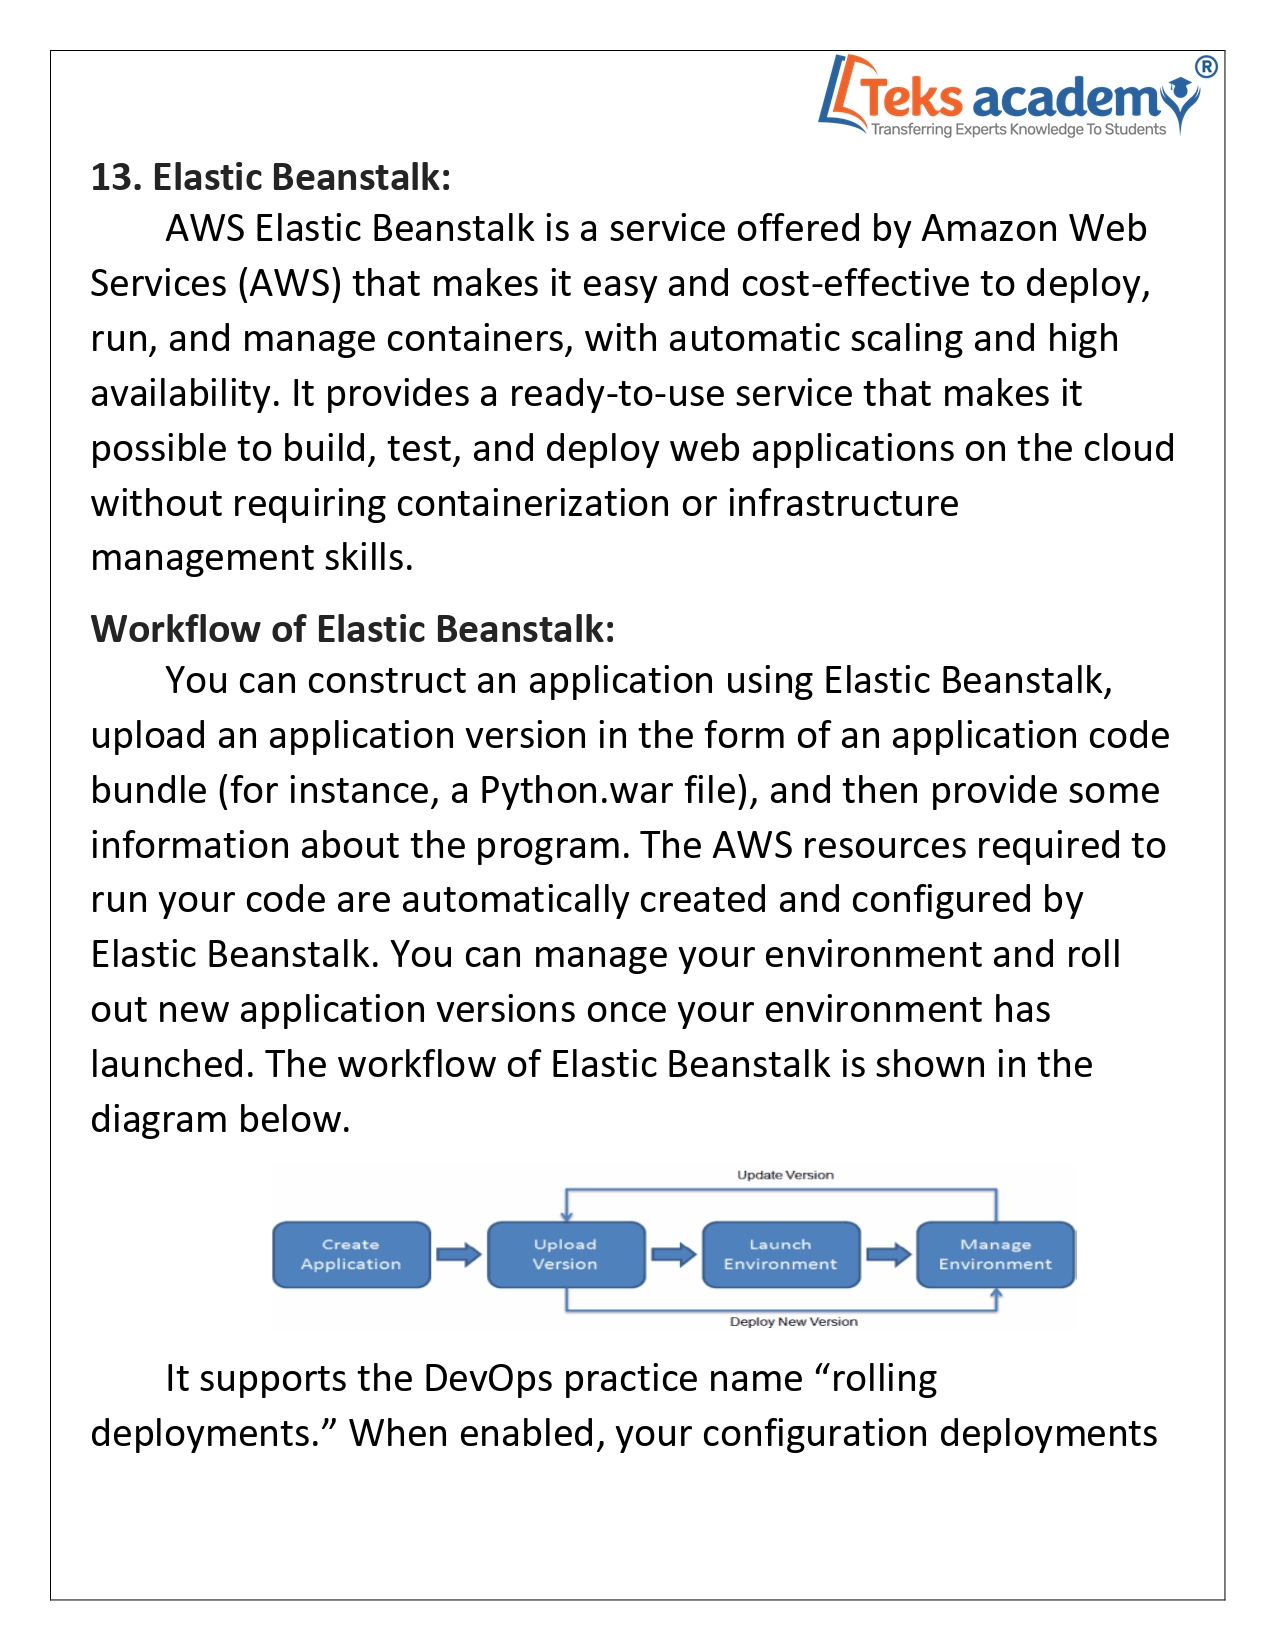 Teks academy®
Transferring Experts Knowledge To Students
13. Elastic Beanstalk:
AWS Elastic Beanstalk is a service offered by Amazon Web
Services (AWS) that makes it easy and cost-effective to deploy,
run, and manage containers, with automatic scaling and high
availability. It provides a ready-to-use service that makes it
possible to build, test, and deploy web applications on the cloud
without requiring containerization or infrastructure
management skills.
Workflow of Elastic Beanstalk:
You can construct an application using Elastic Beanstalk,
upload an application version in the form of an application code
bundle (for instance, a Python.war file), and then provide some
information about the program. The AWS resources required to
run your code are automatically created and configured by
Elastic Beanstalk. You can manage your environment and roll
out new application versions once your environment has
launched. The workflow of Elastic Beanstalk is shown in the
diagram below.
Update Version
Create
Application
Upload
Version
Launch
Environment
Manage
Environment
Deploy New Version
It supports the DevOps practice name “rolling
deployments.” When enabled, your configuration deployments